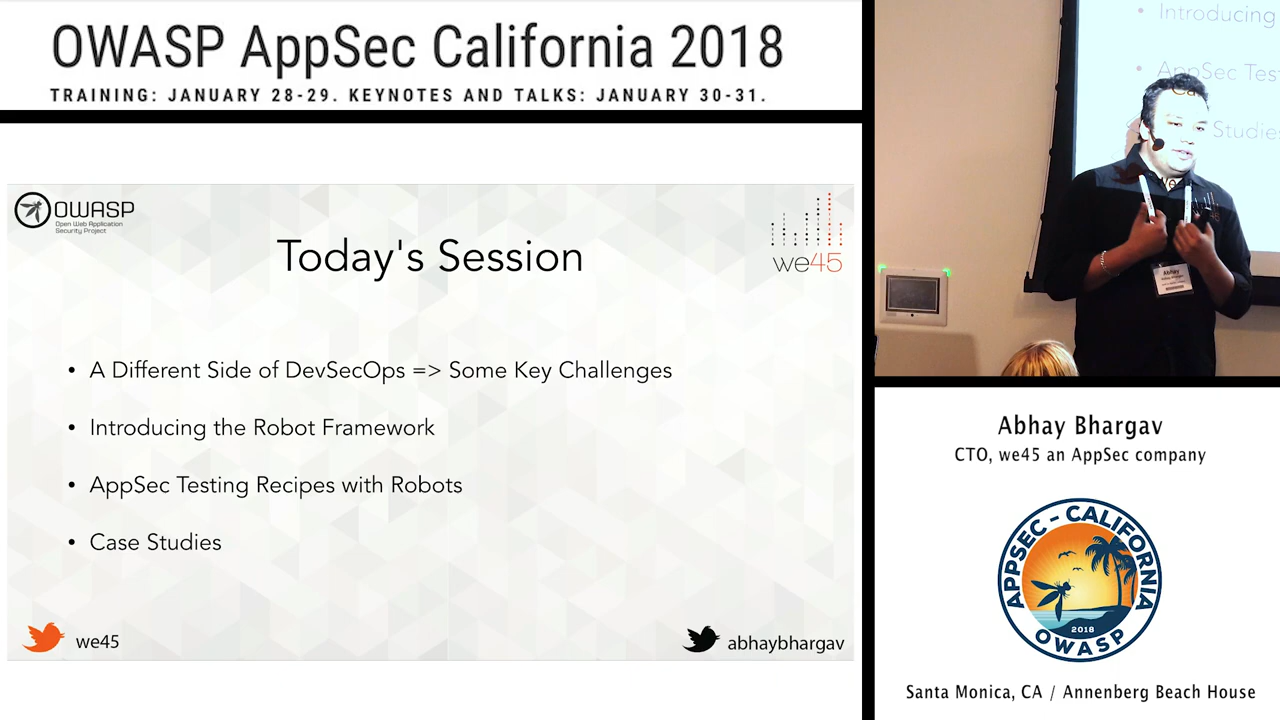 OWASP AppSec California 2018
TRAINING: JANUARY 28-29. KEYNOTES AND TALKS: JANUARY 30-31.
OWASP
Open Web Application
Security Project
we45
Today's Session
• A Different Side of DevSecOps => Some Key Challenges
• Introducing the Robot Framework
• AppSec Testing Recipes with Robots
• Case Studies
we45
abhaybhargav
• Introducing
• AppSec Test
Ca
Studies
Abhay
Abhay Bhargav
CTO, we45 an AppSec company
APPSEC - CALIFORNIA
2018
OWASP
Santa Monica, CA / Annenberg Beach House